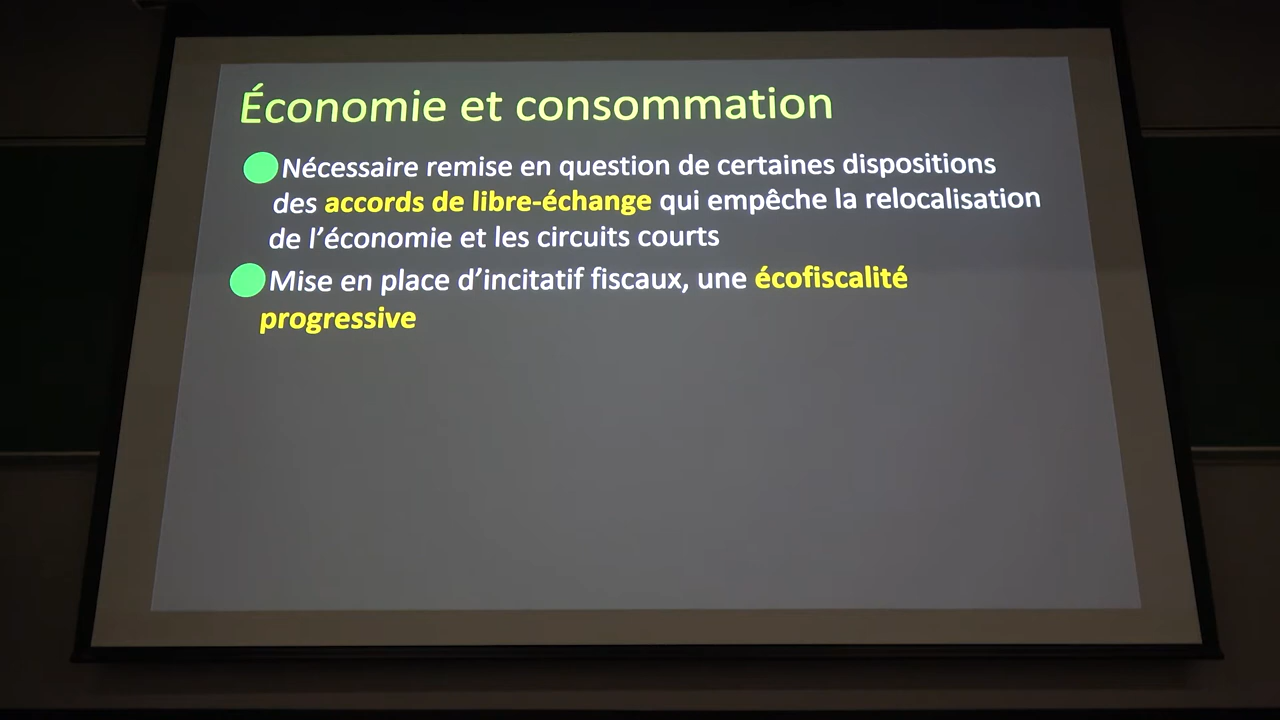 Économie et consommation
Nécessaire remise en question de certaines dispositions
des accords de libre-échange qui empêche la relocalisation
de l’économie et les circuits courts
Mise en place d’incitatif fiscaux, une écofiscalité
progressive